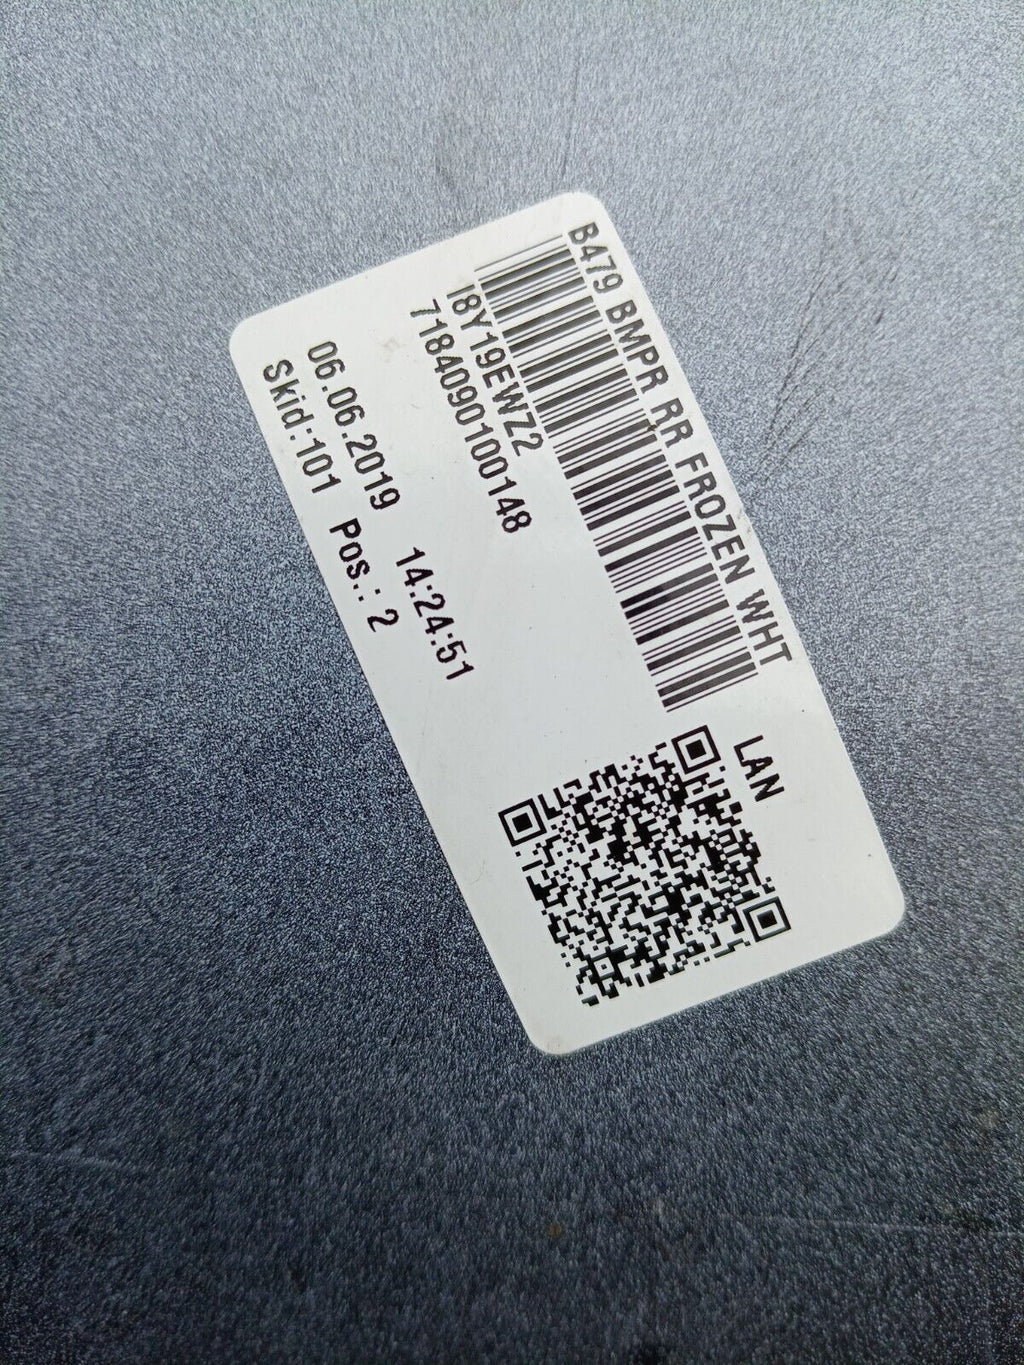 B479 BMPR RR FROZEN WHT LAN
I8Y19EWZ2
7184090100148
06.06.2019 14:24:51
Skid:101 Pos.: 2